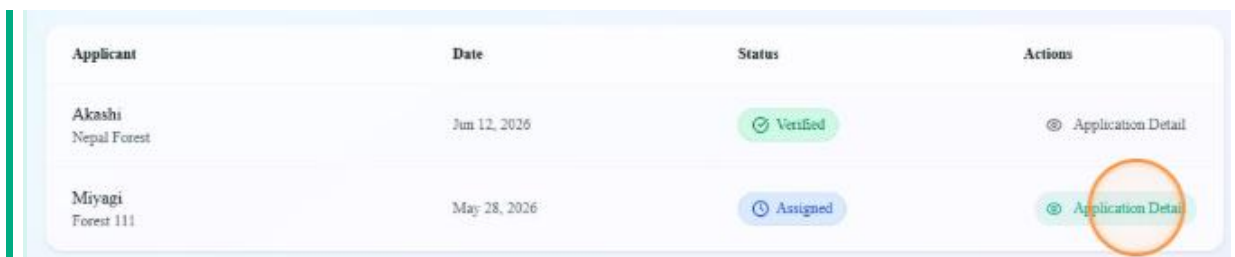 Applicant Date Status Actions
Akashi
Nepal Forest
Jun 12, 2026 Verified Application Detail
Miyagi
Forest 111
May 28, 2026 Assigned Application Detail